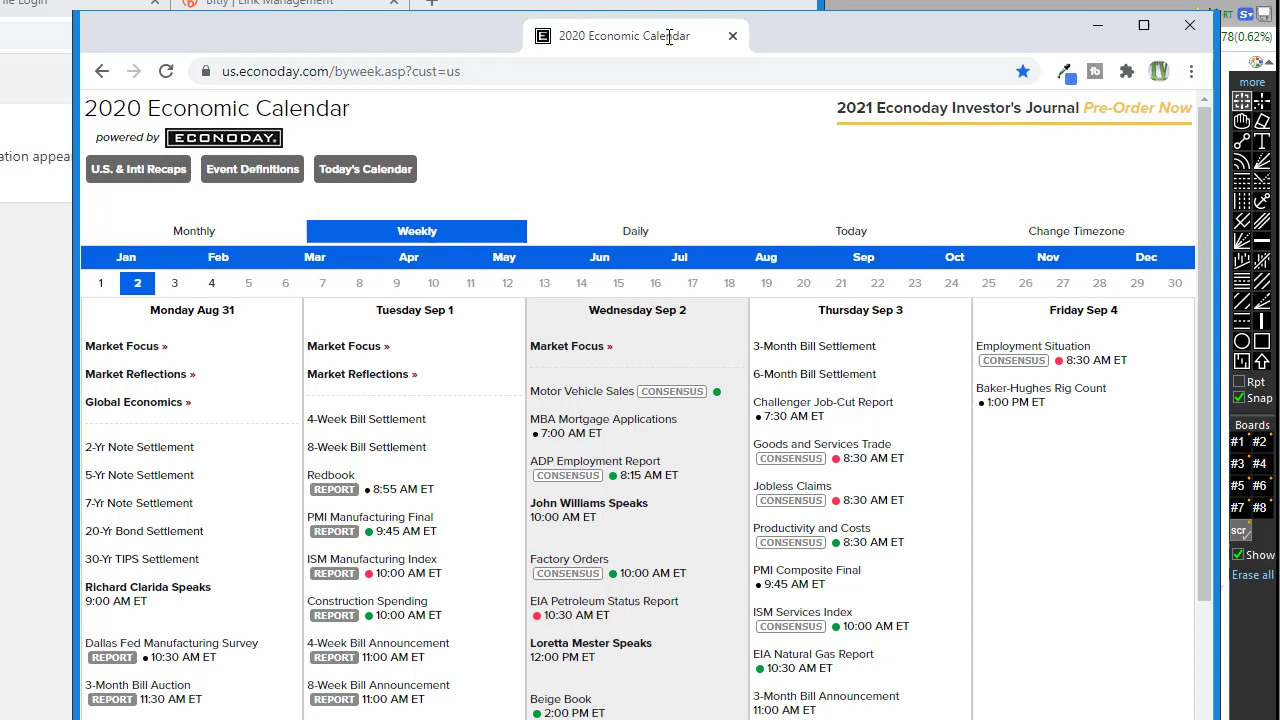 ile Login
Bitly | Link Management
2020 Economic Calendar
us.econoday.com/byweek.asp?cust=us
2020 Economic Calendar
powered by ECONODAY.
2021 Econoday Investor's Journal Pre-Order Now
U.S. & Intl Recaps
Event Definitions
Today's Calendar
Monthly
Weekly
Daily
Today
Change Timezone
Jan Feb Mar Apr May Jun Jul Aug Sep Oct Nov Dec
1 2 3 4 5 6 7 8 9 10 11 12 13 14 15 16 17 18 19 20 21 22 23 24 25 26 27 28 29 30
Monday Aug 31
Market Focus »
Market Reflections »
Global Economics »
2-Yr Note Settlement
5-Yr Note Settlement
7-Yr Note Settlement
20-Yr Bond Settlement
30-Yr TIPS Settlement
Richard Clarida Speaks
9:00 AM ET
Dallas Fed Manufacturing Survey
REPORT 10:30 AM ET
3-Month Bill Auction
REPORT 11:30 AM ET
Tuesday Sep 1
Market Focus »
Market Reflections »
4-Week Bill Settlement
8-Week Bill Settlement
Redbook
REPORT 8:55 AM ET
PMI Manufacturing Final
REPORT 9:45 AM ET
ISM Manufacturing Index
REPORT 10:00 AM ET
Construction Spending
REPORT 10:00 AM ET
4-Week Bill Announcement
REPORT 11:00 AM ET
8-Week Bill Announcement
REPORT 11:00 AM ET
Wednesday Sep 2
Market Focus »
Motor Vehicle Sales CONSENSUS
MBA Mortgage Applications
7:00 AM ET
ADP Employment Report
CONSENSUS 8:15 AM ET
John Williams Speaks
10:00 AM ET
Factory Orders
CONSENSUS 10:00 AM ET
EIA Petroleum Status Report
10:30 AM ET
Loretta Mester Speaks
12:00 PM ET
Beige Book
2:00 PM ET
Thursday Sep 3
3-Month Bill Settlement
6-Month Bill Settlement
Challenger Job-Cut Report
7:30 AM ET
Goods and Services Trade
CONSENSUS 8:30 AM ET
Jobless Claims
CONSENSUS 8:30 AM ET
Productivity and Costs
CONSENSUS 8:30 AM ET
PMI Composite Final
9:45 AM ET
ISM Services Index
CONSENSUS 10:00 AM ET
EIA Natural Gas Report
10:30 AM ET
3-Month Bill Announcement
11:00 AM ET
Friday Sep 4
Employment Situation
CONSENSUS 8:30 AM ET
Baker-Hughes Rig Count
1:00 PM ET
ation appea
RT
78(0.62%)
more
Rpt
Snap
Boards
#1 #2
#3 #4
#5 #6
#7 #8
scr
Show
Erase all